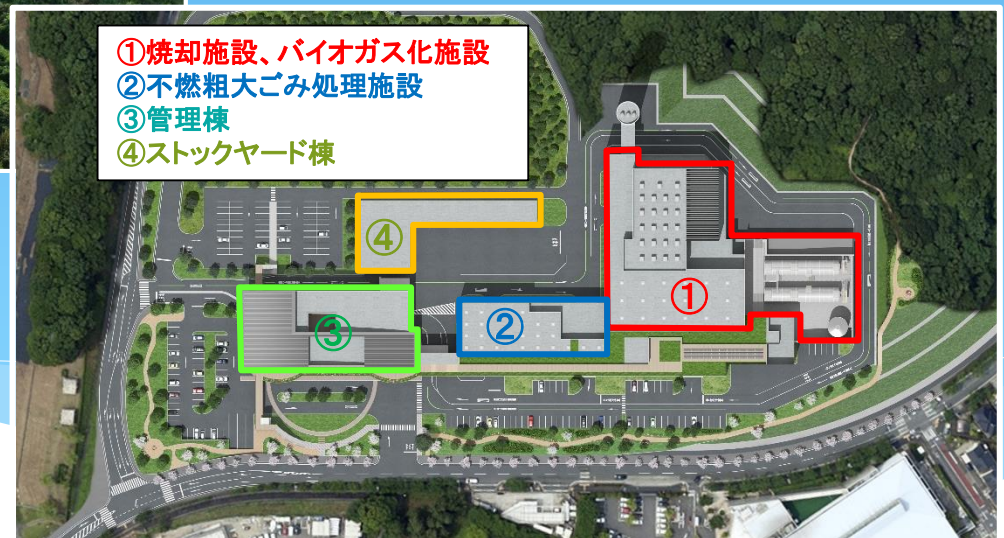 ①焼却施設、バイオガス化施設
②不燃粗大ごみ処理施設
③管理棟
④ストックヤード棟
④
①
②
③